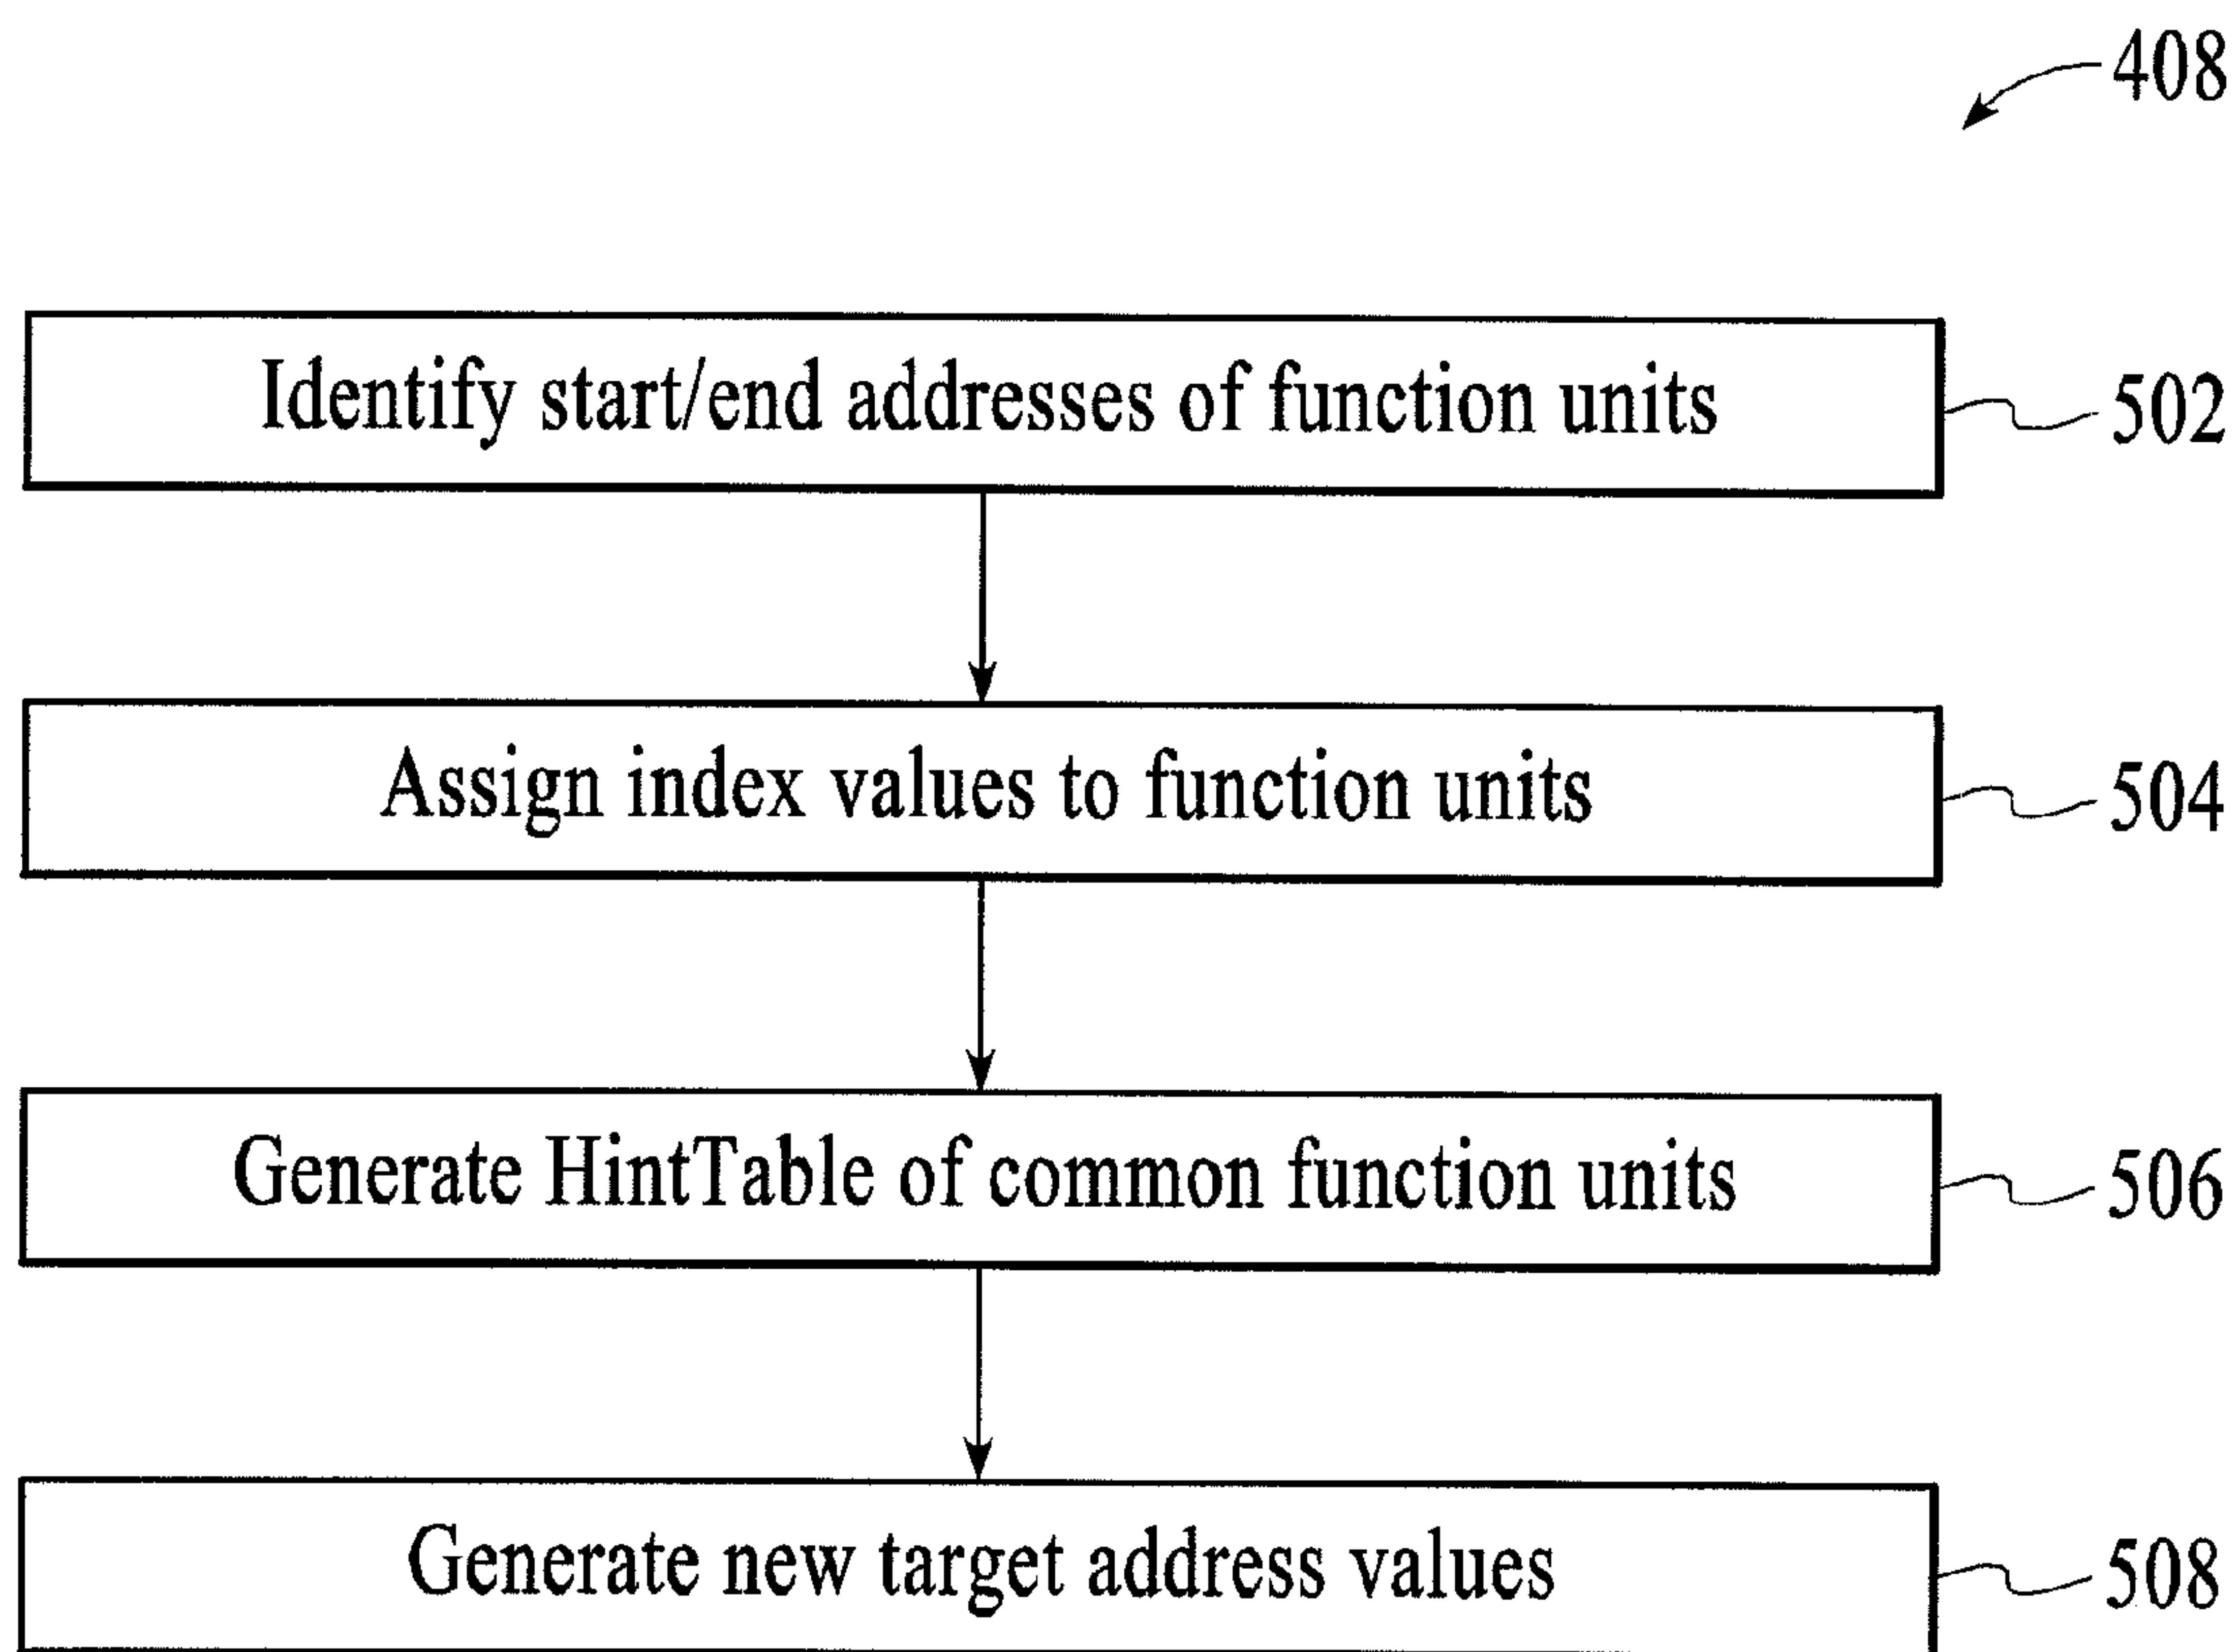 408
Identify start/end addresses of function units
502
Assign index values to function units
504
Generate HintTable of common function units
506
Generate new target address values
508